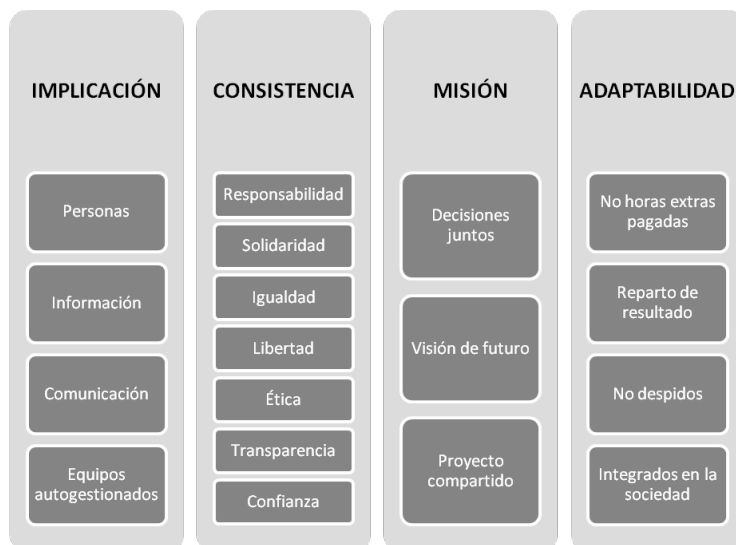 IMPLICACIÓN
Personas
Información
Comunicación
Equipos
autogestionados
CONSISTENCIA
Responsabilidad
Solidaridad
Igualdad
Libertad
Ética
Transparencia
Confianza
MISIÓN
Decisiones
juntos
Visión de futuro
Proyecto
compartido
ADAPTABILIDAD
No horas extras
pagadas
Reparto de
resultado
No despidos
Integrados en la
sociedad